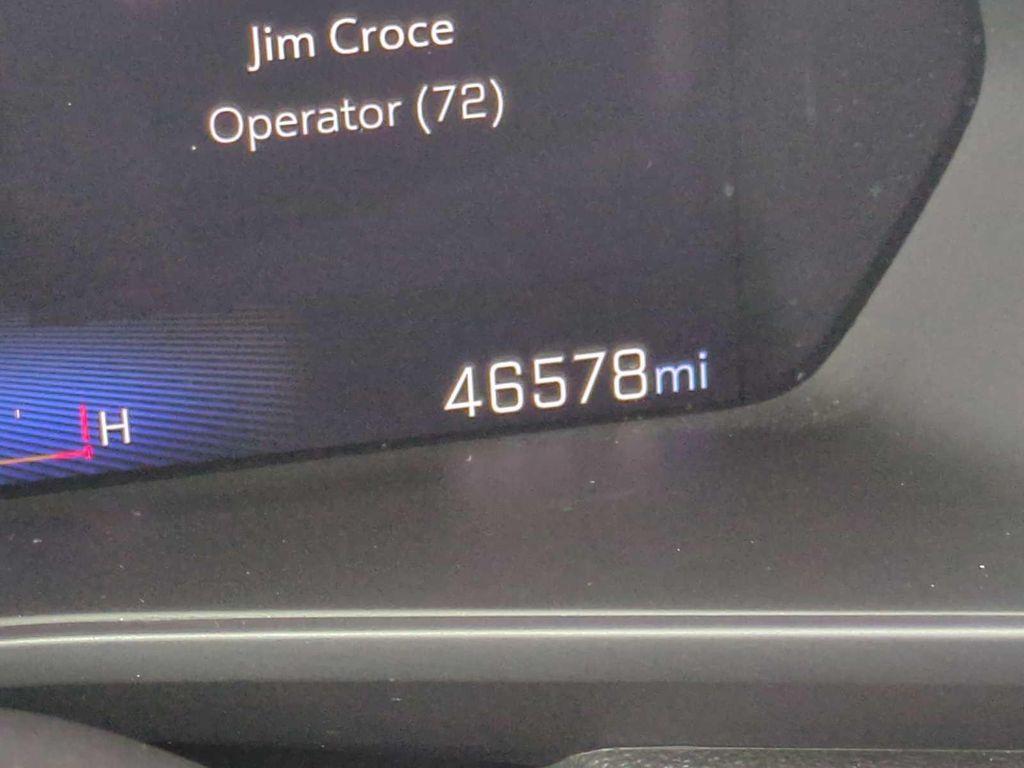 Jim Croce
Operator (72)
46578mi
H